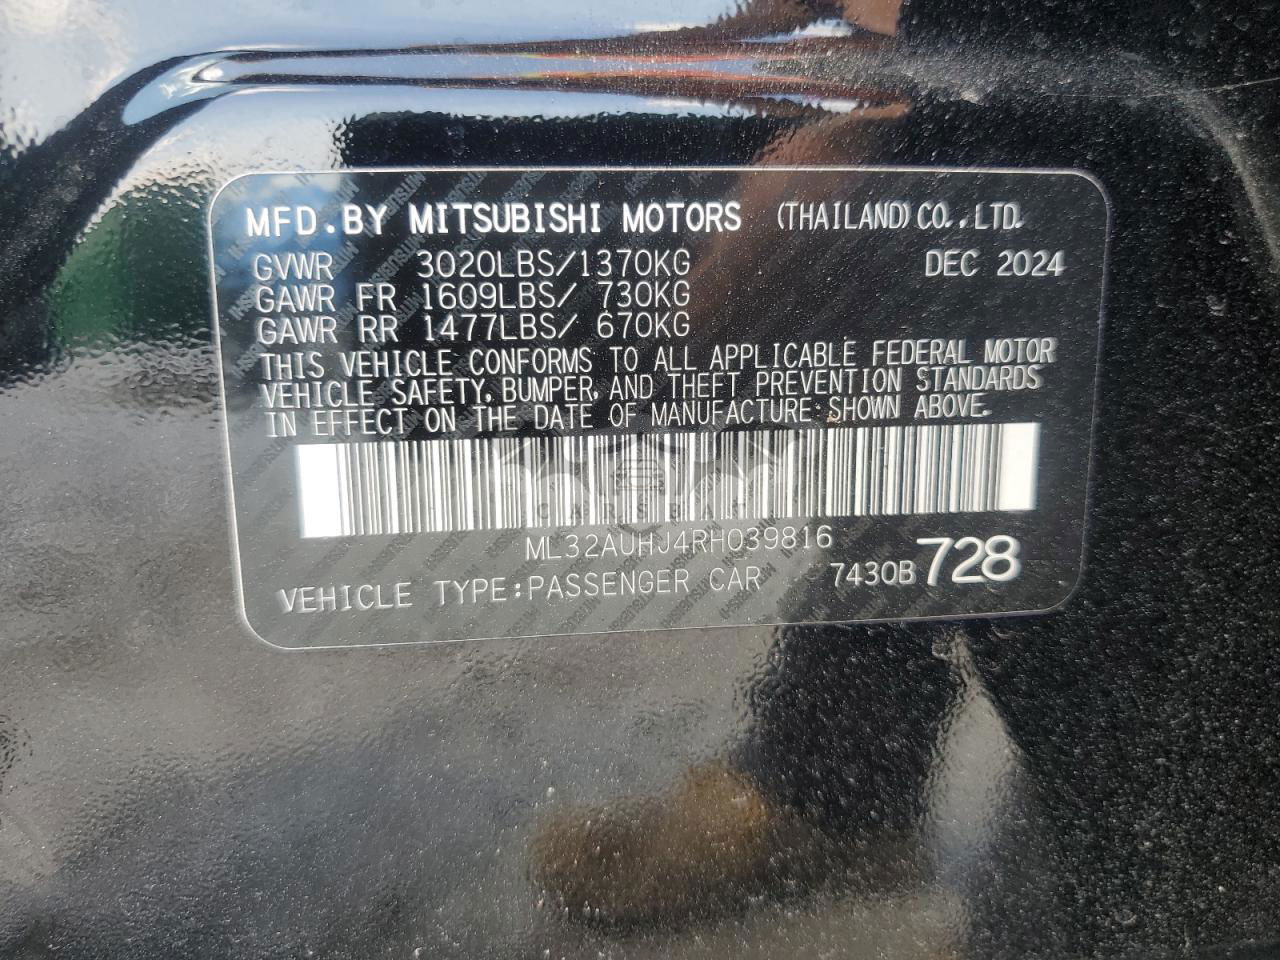 MFD.BY MITSUBISHI MOTORS (THAILAND) CO.,LTD.
GVWR 3020LBS/1370KG DEC 2024
GAWR FR 1609LBS/ 730KG
GAWR RR 1477LBS/ 670KG
THIS VEHICLE CONFORMS TO ALL APPLICABLE FEDERAL MOTOR
VEHICLE SAFETY, BUMPER, AND THEFT PREVENTION STANDARDS
IN EFFECT ON THE DATE OF MANUFACTURE SHOWN ABOVE.
CARSBAT
ML32AUHJ4RH039816
VEHICLE TYPE:PASSENGER CAR 7430B 728